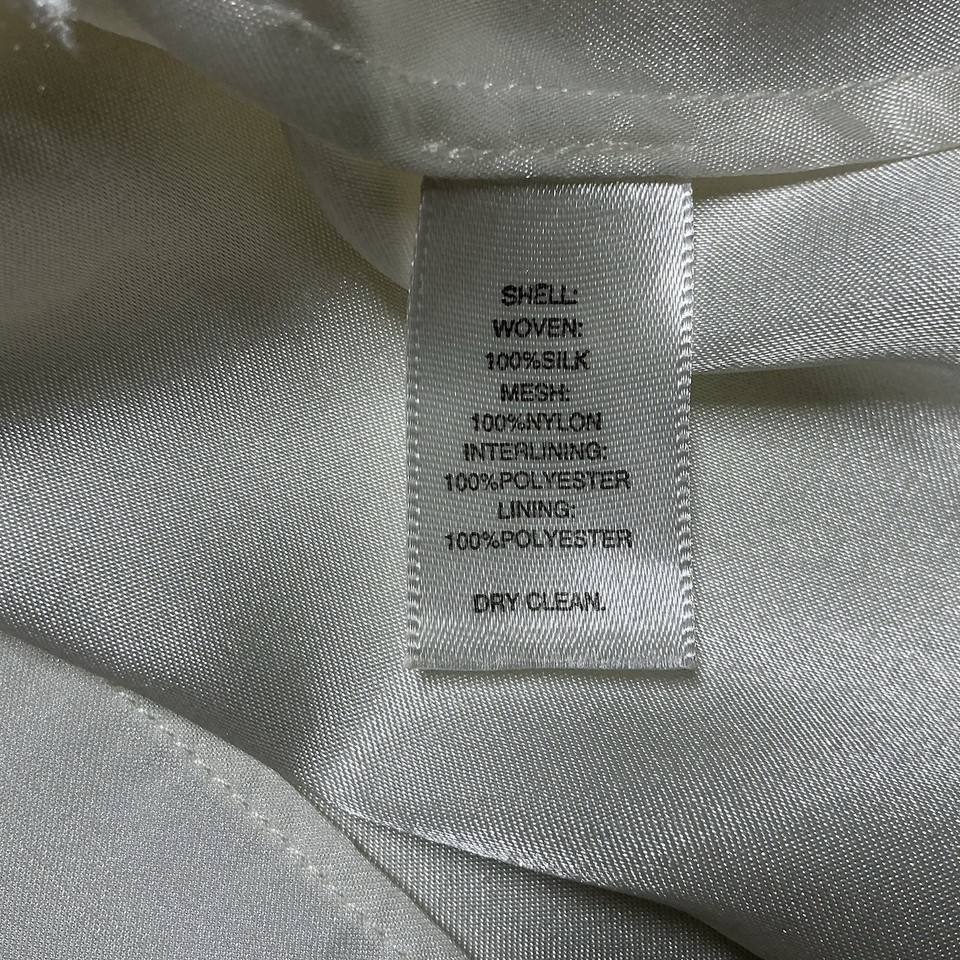 SHELL:
WOVEN:
100%SILK
MESH:
100%NYLON
INTERLINING:
100%POLYESTER
LINING:
100%POLYESTER
DRY CLEAN.